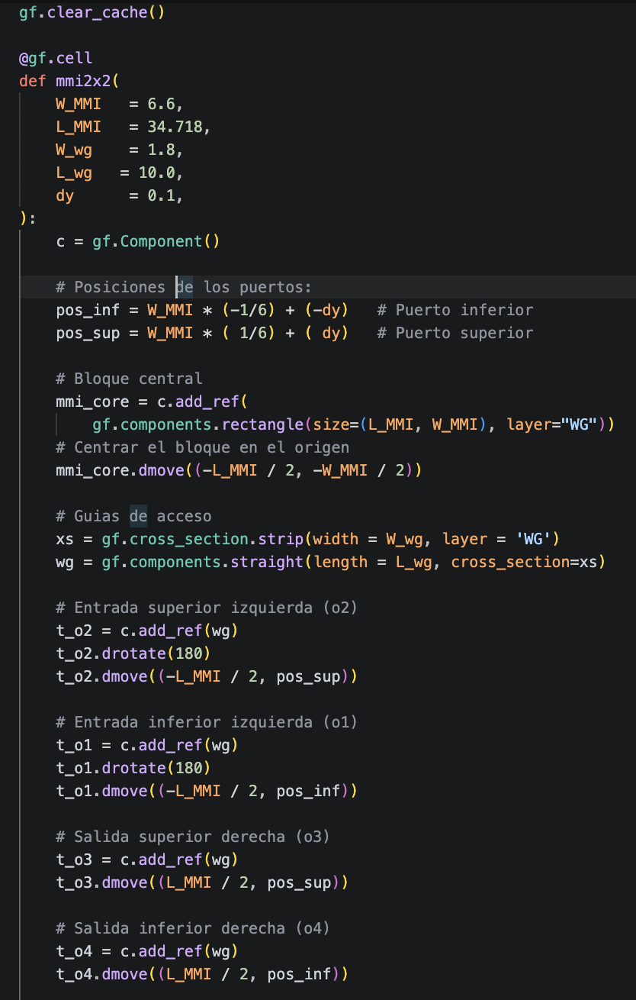 gf.clear_cache()
@gf.cell
def mmi2x2(
    W_MMI   = 6.6,
    L_MMI   = 34.718,
    W_wg    = 1.8,
    L_wg   = 10.0,
    dy      = 0.1,
):
    c = gf.Component()
    # Posiciones de los puertos:
    pos_inf = W_MMI * (-1/6) + (-dy)   # Puerto inferior
    pos_sup = W_MMI * ( 1/6) + ( dy)   # Puerto superior
    # Bloque central
    mmi_core = c.add_ref(
        gf.components.rectangle(size=(L_MMI, W_MMI), layer="WG"))
    # Centrar el bloque en el origen
    mmi_core.dmove((-L_MMI / 2, -W_MMI / 2))
    # Guias de acceso
    xs = gf.cross_section.strip(width = W_wg, layer = 'WG')
    wg = gf.components.straight(length = L_wg, cross_section=xs)
    # Entrada superior izquierda (o2)
    t_o2 = c.add_ref(wg)
    t_o2.drotate(180)
    t_o2.dmove((-L_MMI / 2, pos_sup))
    # Entrada inferior izquierda (o1)
    t_o1 = c.add_ref(wg)
    t_o1.drotate(180)
    t_o1.dmove((-L_MMI / 2, pos_inf))
    # Salida superior derecha (o3)
    t_o3 = c.add_ref(wg)
    t_o3.dmove((L_MMI / 2, pos_sup))
    # Salida inferior derecha (o4)
    t_o4 = c.add_ref(wg)
    t_o4.dmove((L_MMI / 2, pos_inf))